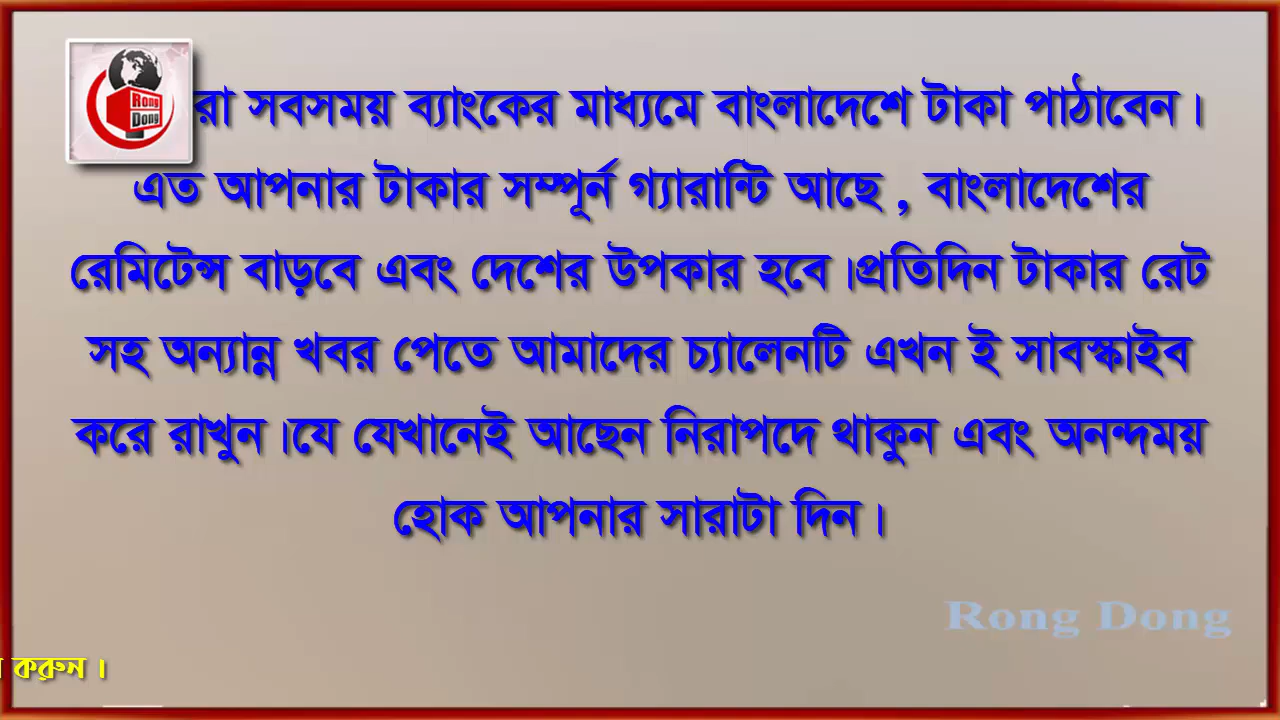 Rong
Dong
রা সবসময় ব্যাংকের মাধ্যমে বাংলাদেশে টাকা পাঠাবেন।
এত আপনার টাকার সম্পূর্ন গ্যারান্টি আছে , বাংলাদেশের
রেমিটেন্স বাড়বে এবং দেশের উপকার হবে।প্রতিদিন টাকার রেট
সহ অন্যান্ন খবর পেতে আমাদের চ্যালেনটি এখন ই সাবস্কাইব
করে রাখুন।যে যেখানেই আছেন নিরাপদে থাকুন এবং অনন্দময়
হোক আপনার সারাটা দিন।
Rong Dong
করুন।